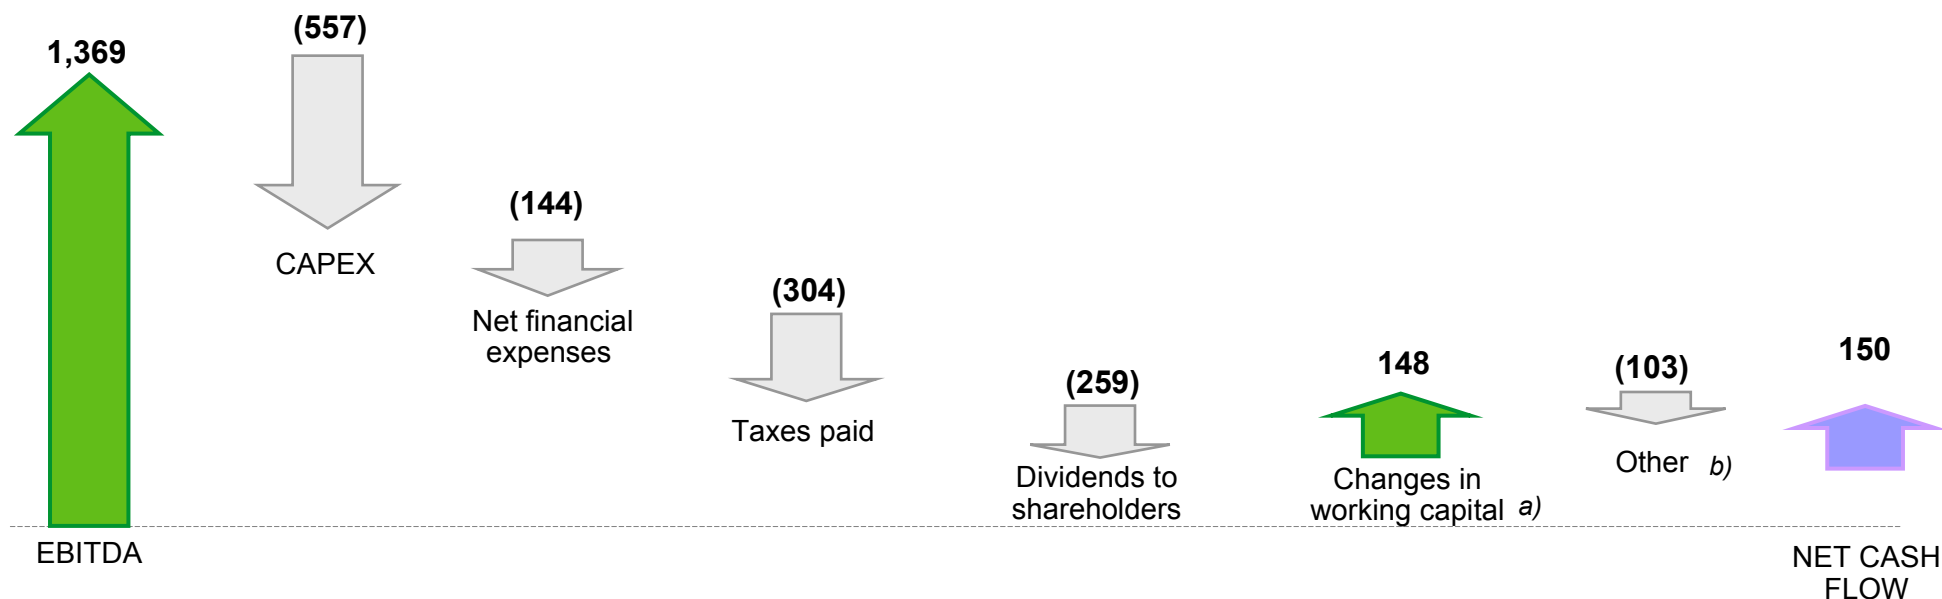 1,369
EBITDA
(557)
CAPEX
(144)
Net financial
expenses
(304)
Taxes paid
(259)
Dividends to
shareholders
148
Changes in
working capital a)
(103)
Other b)
150
NET CASH
FLOW